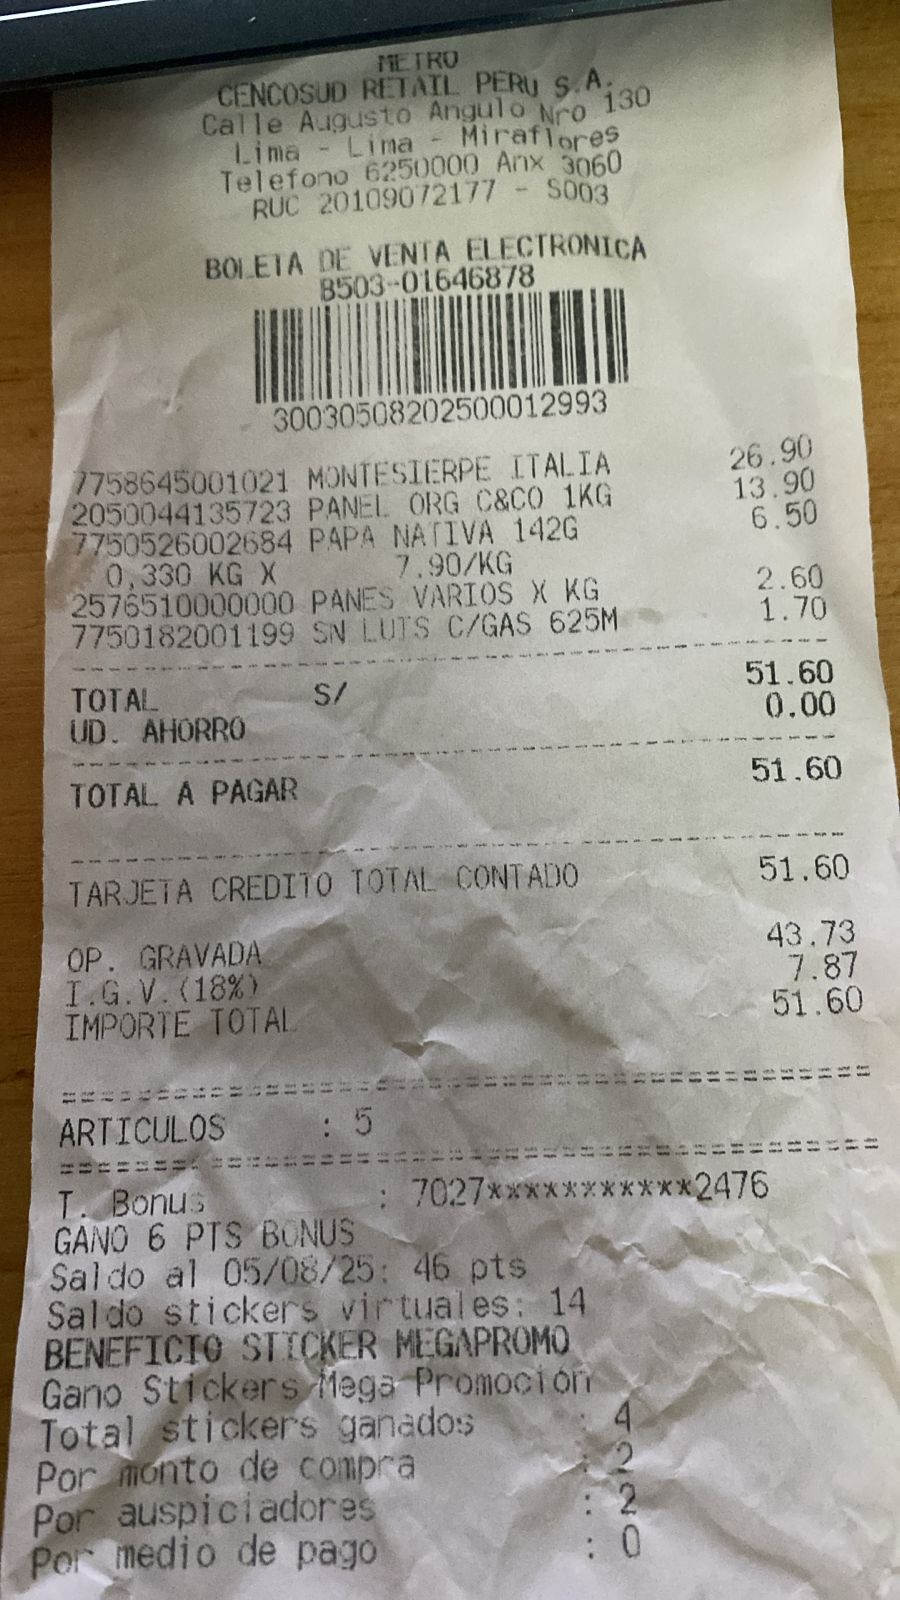 METRO
CENCOSUD RETAIL PERU S.A.
Calle Augusto Angulo Nro 130
Lima - Lima - Miraflores
Telefono 6250000 Anx 3060
RUC 20109072177 - S003
BOLETA DE VENTA ELECTRONICA
B503-01646878
30030508202500012993
7758645001021 MONTESIERPE ITALIA 26.90
2050044135723 PANEL ORG C&CO 1KG 13.90
7750526002684 PAPA NATIVA 142G 6.50
0,330 KG X 7.90/KG
2576510000000 PANES VARIOS X KG 2.60
7750182001199 SN LUIS C/GAS 625M 1.70
TOTAL S/ 51.60
UD. AHORRO 0.00
TOTAL A PAGAR 51.60
TARJETA CREDITO TOTAL CONTADO 51.60
OP. GRAVADA 43.73
I.G.V.(18%) 7.87
IMPORTE TOTAL 51.60
ARTICULOS : 5
T. Bonus : 7027***********2476
GANO 6 PTS BONUS
Saldo al 05/08/25: 46 pts
Saldo stickers virtuales: 14
BENEFICIO STICKER MEGAPROMO
Gano Stickers Mega Promoción
Total stickers ganados : 4
Por monto de compra : 2
Por auspiciadores : 2
Por medio de pago : 0